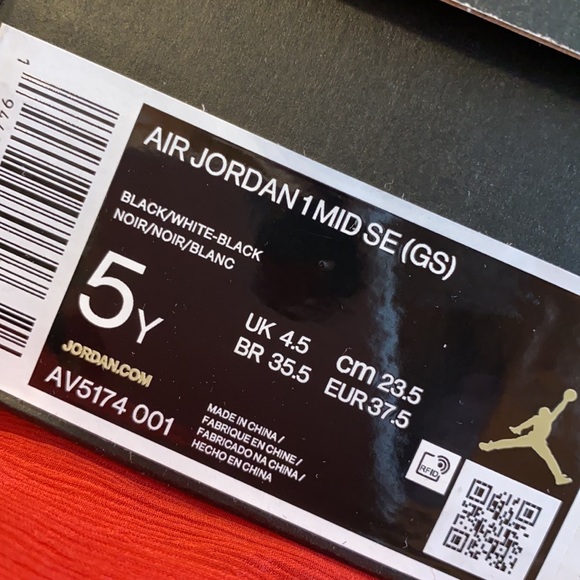 AIR JORDAN 1 MID SE (GS)
BLACK/WHITE-BLACK
NOIR/NOIR/BLANC
5Y
UK 4.5 CM 23.5
BR 35.5 EUR 37.5
JORDAN.COM
AV5174 001
MADE IN CHINA /
FABRIQUE EN CHINE /
FABRICADO NA CHINA /
HECHO EN CHINA
RFID